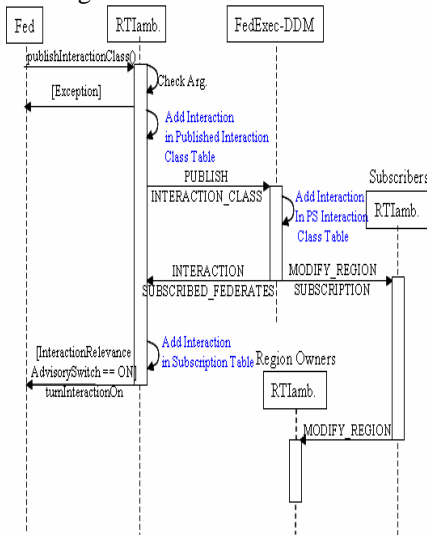 Fed
RTIamb.
FedExec-DDM
publishInteractionClass()
Check Arg.
[Exception]
Add Interaction
in Published Interaction
Class Table
PUBLISH
INTERACTION_CLASS
Subscribers
RTIamb.
Add Interaction
In PS Interaction
Class Table
INTERACTION
SUBSCRIBED_FEDERATES
MODIFY_REGION
SUBSCRIPTION
Add Interaction
in Subscription Table
[InteractionRelevance
AdvisorySwitch == ON]
turnInteractionOn
Region Owners
RTIamb.
MODIFY_REGION